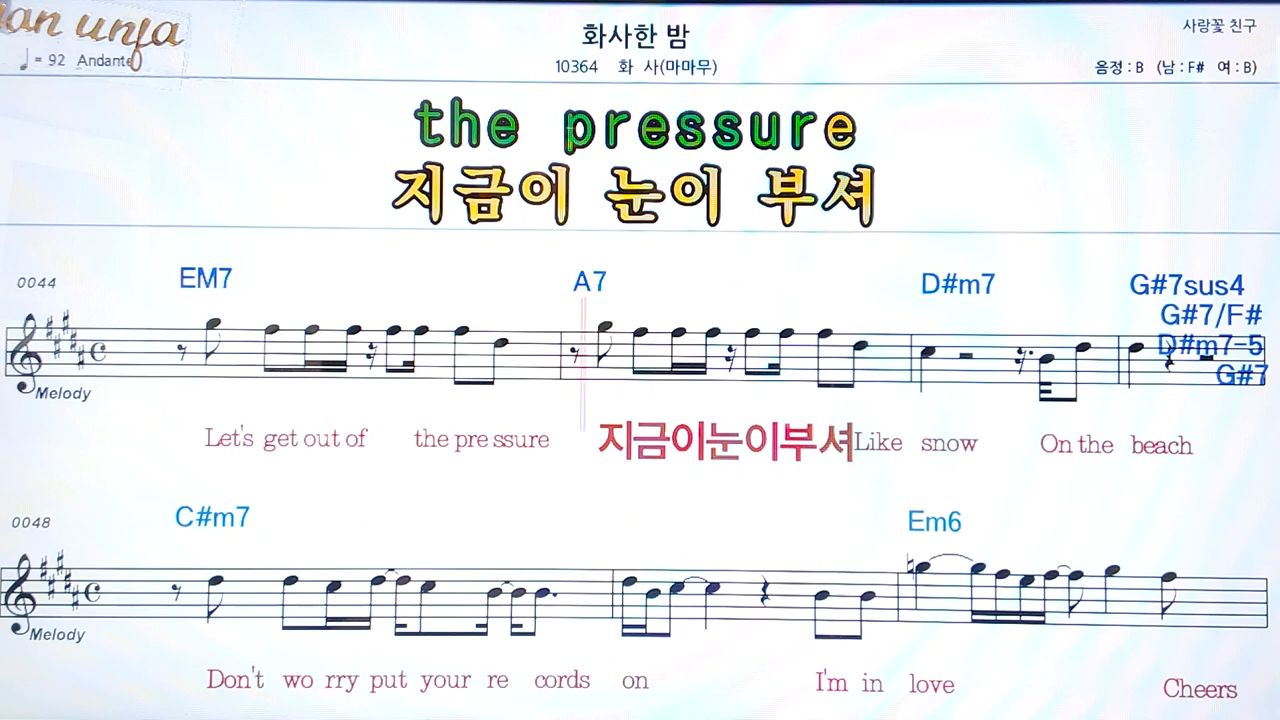 화사한 밤
사랑꽃 친구
♩ = 92 Andante
10364 화 사(마마무)
음정 : B (남 : F# 여 : B)
the pressure
지금이 눈이 부셔
0044
EM7 A7 D#m7 G#7sus4
G#7/F#
D#m7-5
G#7
Melody
Let's get out of the pre ssure 지금이눈이부셔 Like snow On the beach
0048
C#m7 Em6
Melody
Don't wo rry put your re cords on I'm in love Cheers